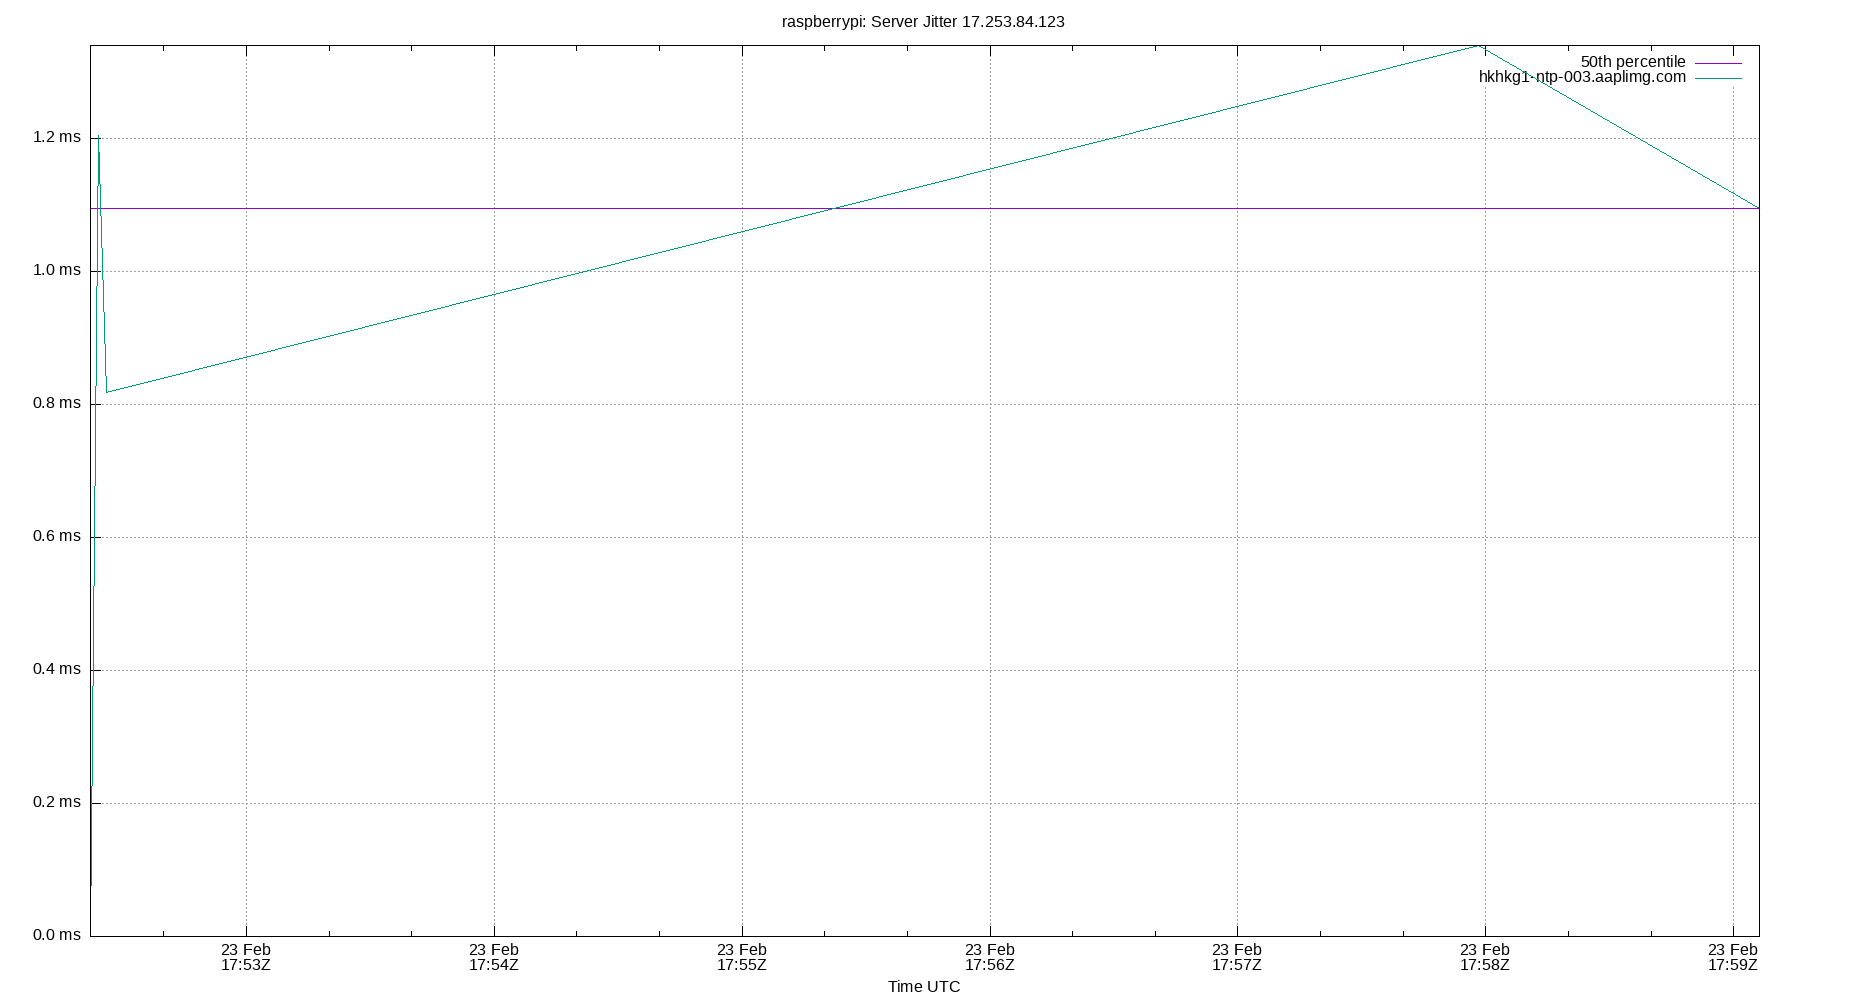 raspberrypi: Server Jitter 17.253.84.123
50th percentile
hkhkg1-ntp-003.aaplimg.com
1.2 ms
1.0 ms
0.8 ms
0.6 ms
0.4 ms
0.2 ms
0.0 ms
23 Feb 23 Feb 23 Feb 23 Feb 23 Feb 23 Feb 23 Feb
17:53Z 17:54Z 17:55Z 17:56Z 17:57Z 17:58Z 17:59Z
Time UTC